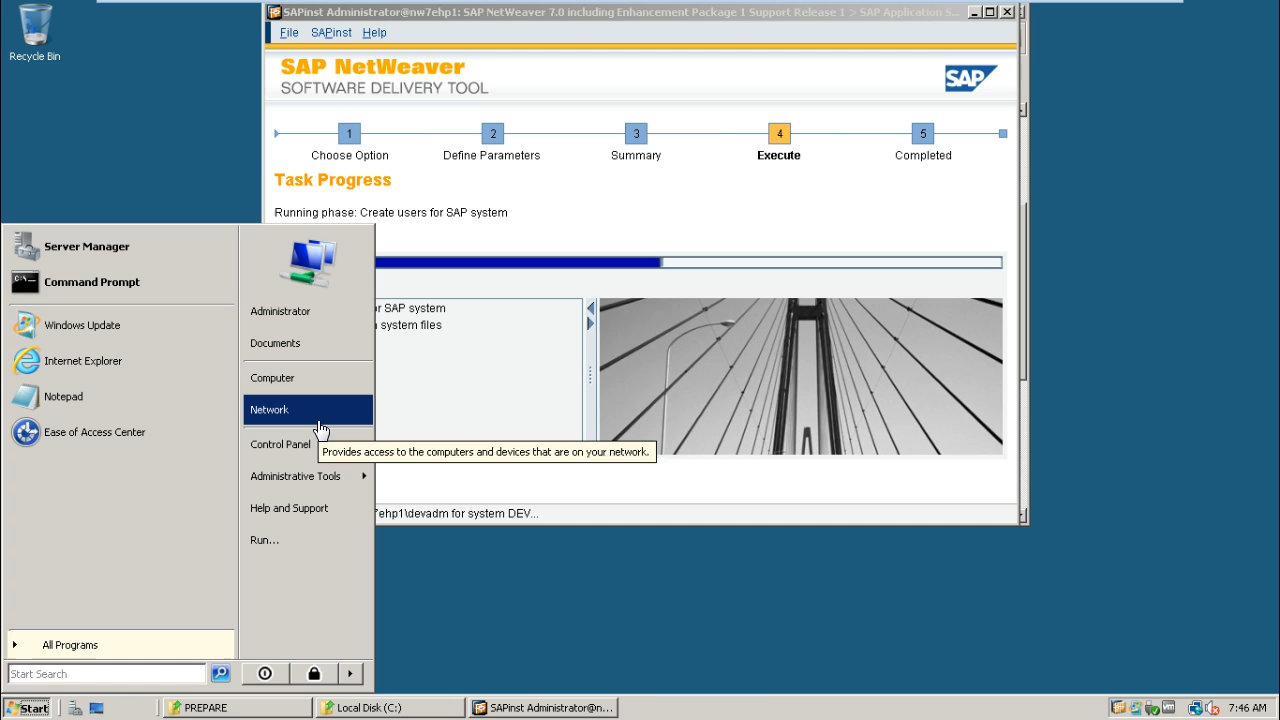 Recycle Bin
SAPinst Administrator@nw7ehp1: SAP NetWeaver 7.0 including Enhancement Package 1 Support Release 1 > SAP Application S...
File SAPinst Help
SAP NetWeaver
SOFTWARE DELIVERY TOOL
SAP
1 2 3 4 5
Choose Option Define Parameters Summary Execute Completed
Task Progress
Running phase: Create users for SAP system
or SAP system
system files
7ehp1\devadm for system DEV...
Server Manager
Command Prompt
C:\-
Windows Update
Internet Explorer
Notepad
Ease of Access Center
All Programs
Start Search
Administrator
Documents
Computer
Network
Control Panel
Provides access to the computers and devices that are on your network.
Administrative Tools
Help and Support
Run...
Start
PREPARE
Local Disk (C:)
SAPinst Administrator@n...
7:46 AM